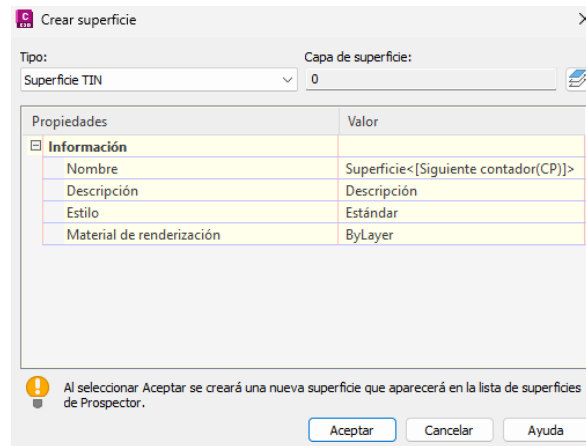 C
C3D
Crear superficie
Tipo:
Capa de superficie:
Superficie TIN
0
Propiedades
Valor
Información
Nombre
Superficie<[Siguiente contador(CP)]>
Descripción
Descripción
Estilo
Estándar
Material de renderización
ByLayer
Al seleccionar Aceptar se creará una nueva superficie que aparecerá en la lista de superficies
de Prospector.
Aceptar
Cancelar
Ayuda